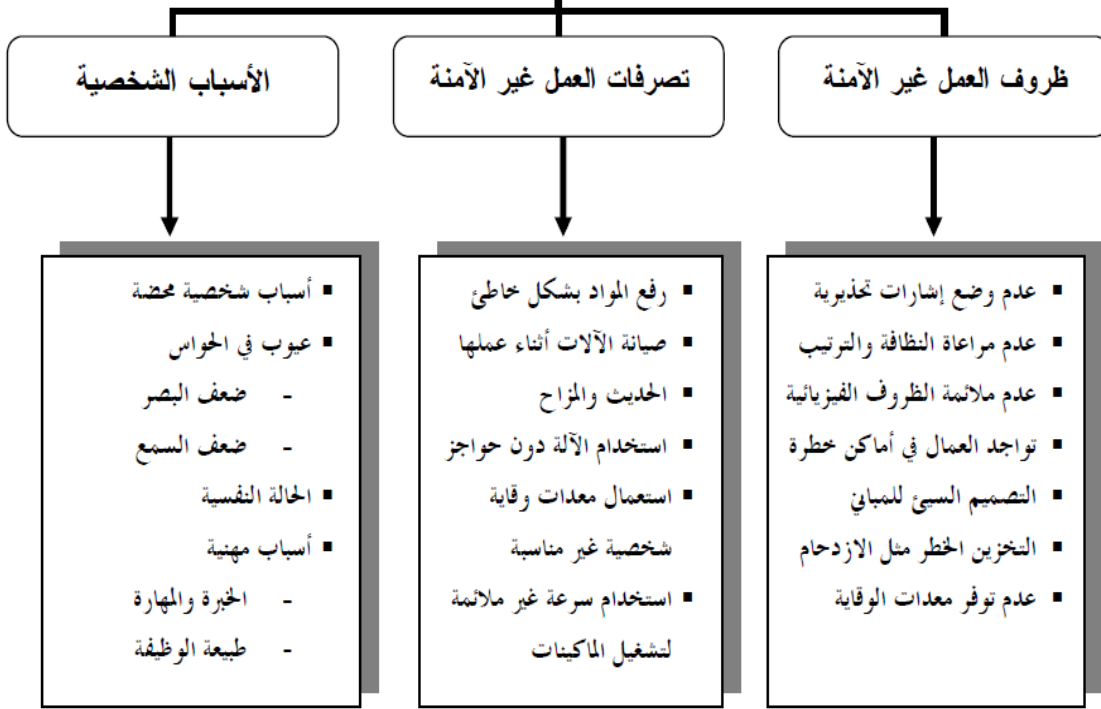 ظروف العمل غير الآمنة
تصرفات العمل غير الآمنة
الأسباب الشخصية
▪ عدم وضع إشارات تحذيرية
▪ عدم مراعاة النظافة والترتيب
▪ عدم ملائمة الظروف الفيزيائية
▪ تواجد العمال في أماكن خطرة
▪ التصميم السيئ للمباني
▪ التخزين الخطر مثل الازدحام
▪ عدم توفر معدات الوقاية
▪ رفع المواد بشكل خاطئ
▪ صيانة الآلات أثناء عملها
▪ الحديث والمزاح
▪ استخدام الآلة دون حواجز
▪ استعمال معدات وقاية
شخصية غير مناسبة
▪ استخدام سرعة غير ملائمة
لتشغيل الماكينات
▪ أسباب شخصية محضة
▪ عيوب في الحواس
- ضعف البصر
- ضعف السمع
▪ الحالة النفسية
▪ أسباب مهنية
- الخبرة والمهارة
- طبيعة الوظيفة